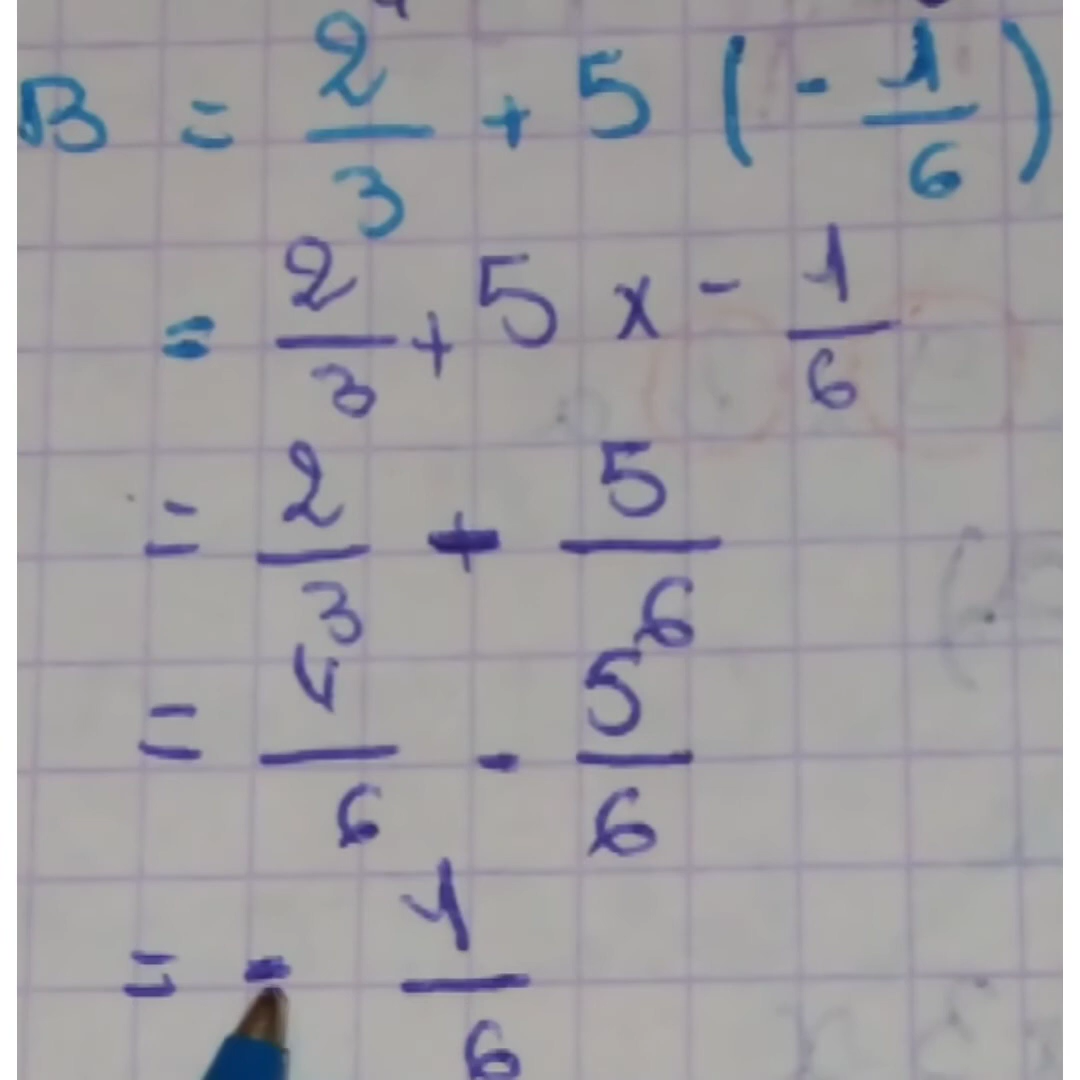 B = 2/3 + 5 (- 1/6)
= 2/3 + 5 x - 1/6
= 2/3 - 5/6
= 4/6 - 5/6
= - 1/6